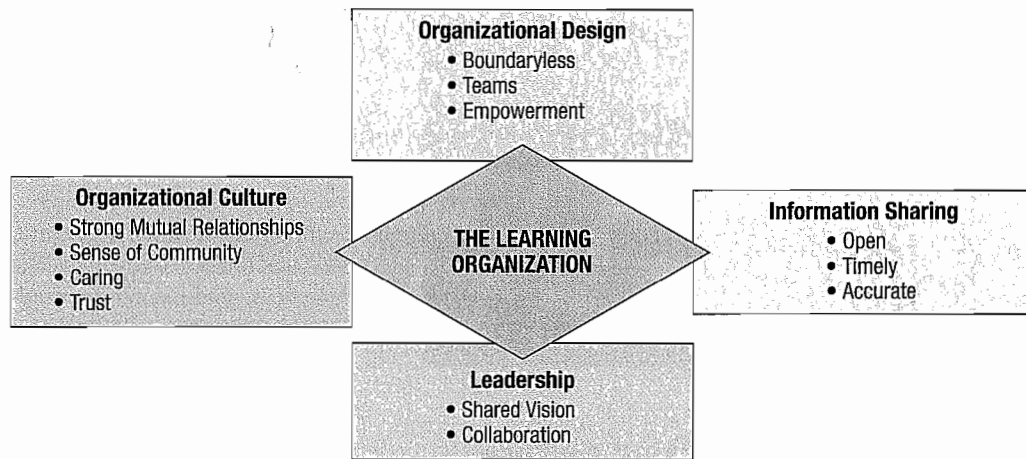 Organizational Design
• Boundaryless
• Teams
• Empowerment
Organizational Culture
• Strong Mutual Relationships
• Sense of Community
• Caring
• Trust
THE LEARNING
ORGANIZATION
Information Sharing
• Open
• Timely
• Accurate
Leadership
• Shared Vision
• Collaboration